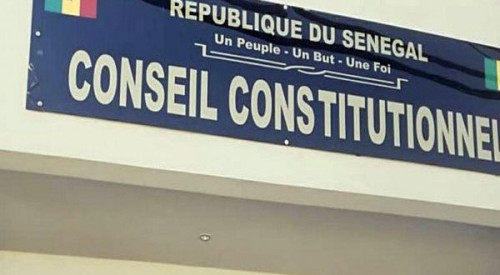 REPUBLIQUE DU SENEGAL
Un Peuple - Un But - Une Foi
CONSEIL CONSTITUTIONNEL